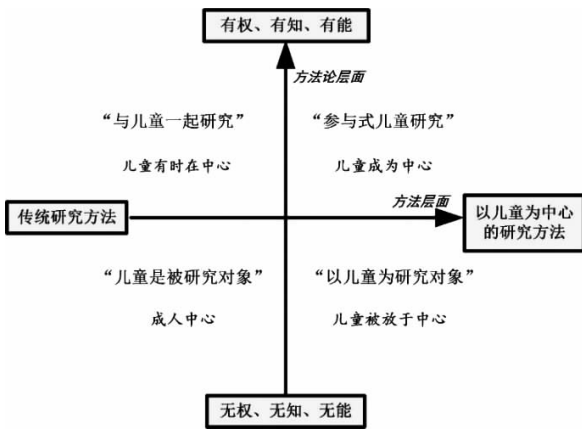 有权、有知、有能
方法论层面
“与儿童一起研究”
“参与式儿童研究”
儿童有时在中心
儿童成为中心
传统研究方法
方法层面
以儿童为中心
的研究方法
“儿童是被研究对象”
“以儿童为研究对象”
成人中心
儿童被放于中心
无权、无知、无能